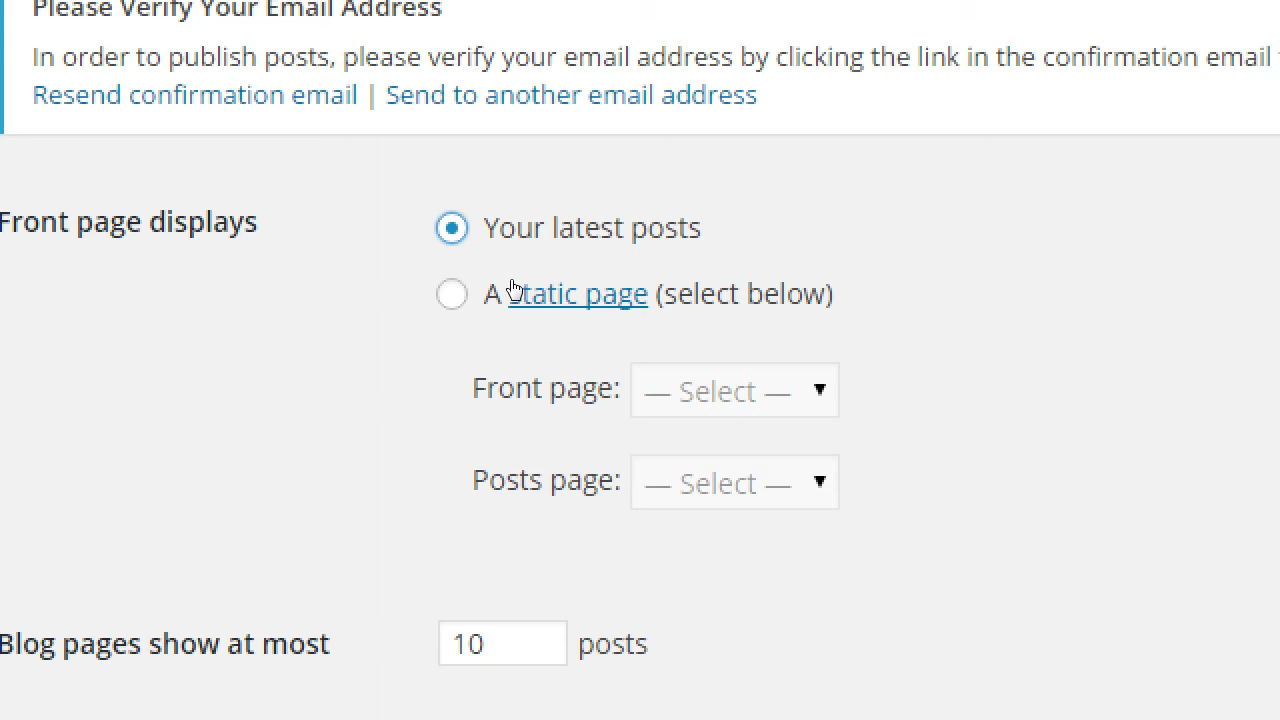 Please Verify Your Email Address
In order to publish posts, please verify your email address by clicking the link in the confirmation email
Resend confirmation email | Send to another email address
Front page displays
Your latest posts
A static page (select below)
Front page: — Select —
Posts page: — Select —
Blog pages show at most 10 posts